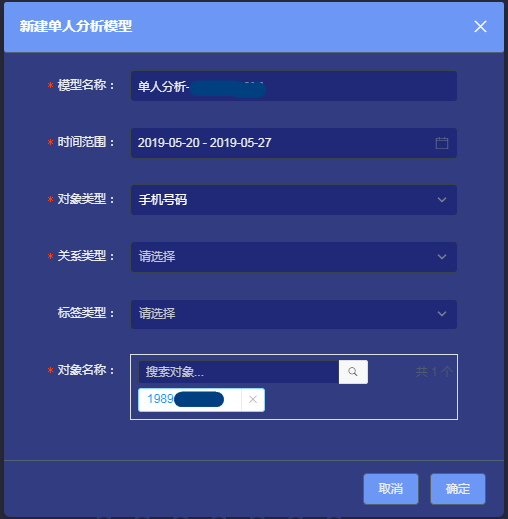 新建单人分析模型
* 模型名称： 单人分析-
* 时间范围： 2019-05-20 - 2019-05-27
* 对象类型： 手机号码
* 关系类型： 请选择
标签类型： 请选择
* 对象名称： 搜索对象... 共 1 个
1989
取消 确定